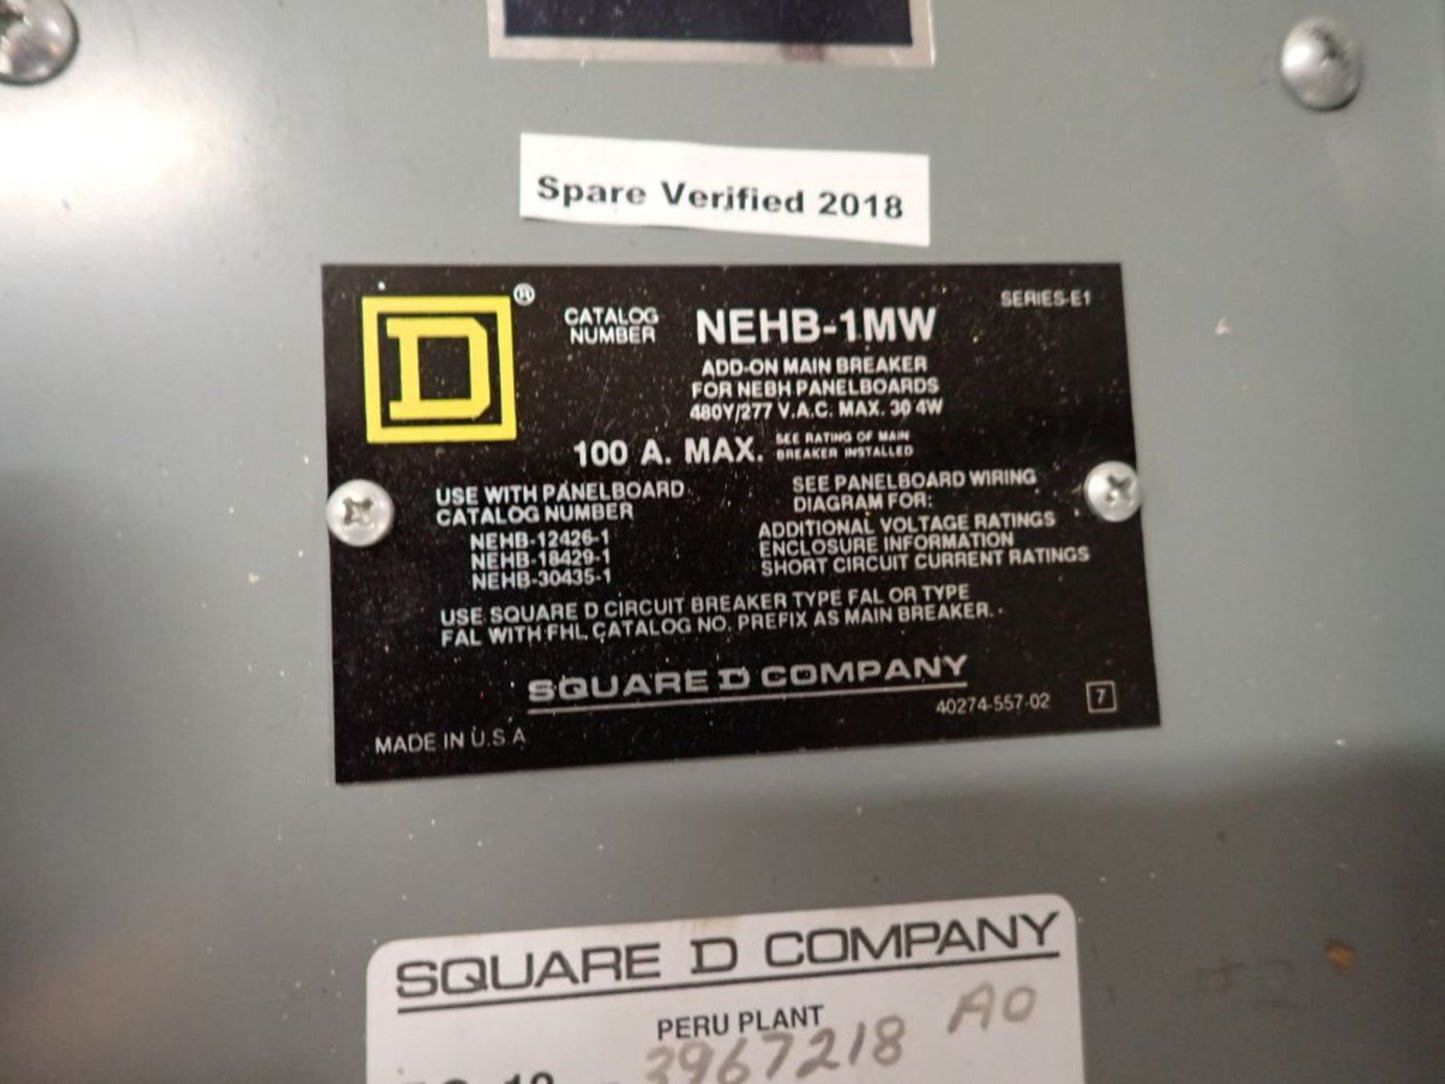 Spare Verified 2018
D ®
CATALOG NUMBER NEHB-1MW
SERIES-E1
ADD-ON MAIN BREAKER
FOR NEBH PANELBOARDS
480Y/277 V.A.C. MAX. 3O 4W
100 A. MAX. SEE RATING OF MAIN BREAKER INSTALLED
USE WITH PANELBOARD
CATALOG NUMBER
NEHB-12426-1
NEHB-18429-1
NEHB-30435-1
SEE PANELBOARD WIRING
DIAGRAM FOR:
ADDITIONAL VOLTAGE RATINGS
ENCLOSURE INFORMATION
SHORT CIRCUIT CURRENT RATINGS
USE SQUARE D CIRCUIT BREAKER TYPE FAL OR TYPE
FAL WITH FHL CATALOG NO. PREFIX AS MAIN BREAKER.
SQUARE D COMPANY
40274-557-02 7
MADE IN U.S.A
SQUARE D COMPANY
PERU PLANT
3967218 AO